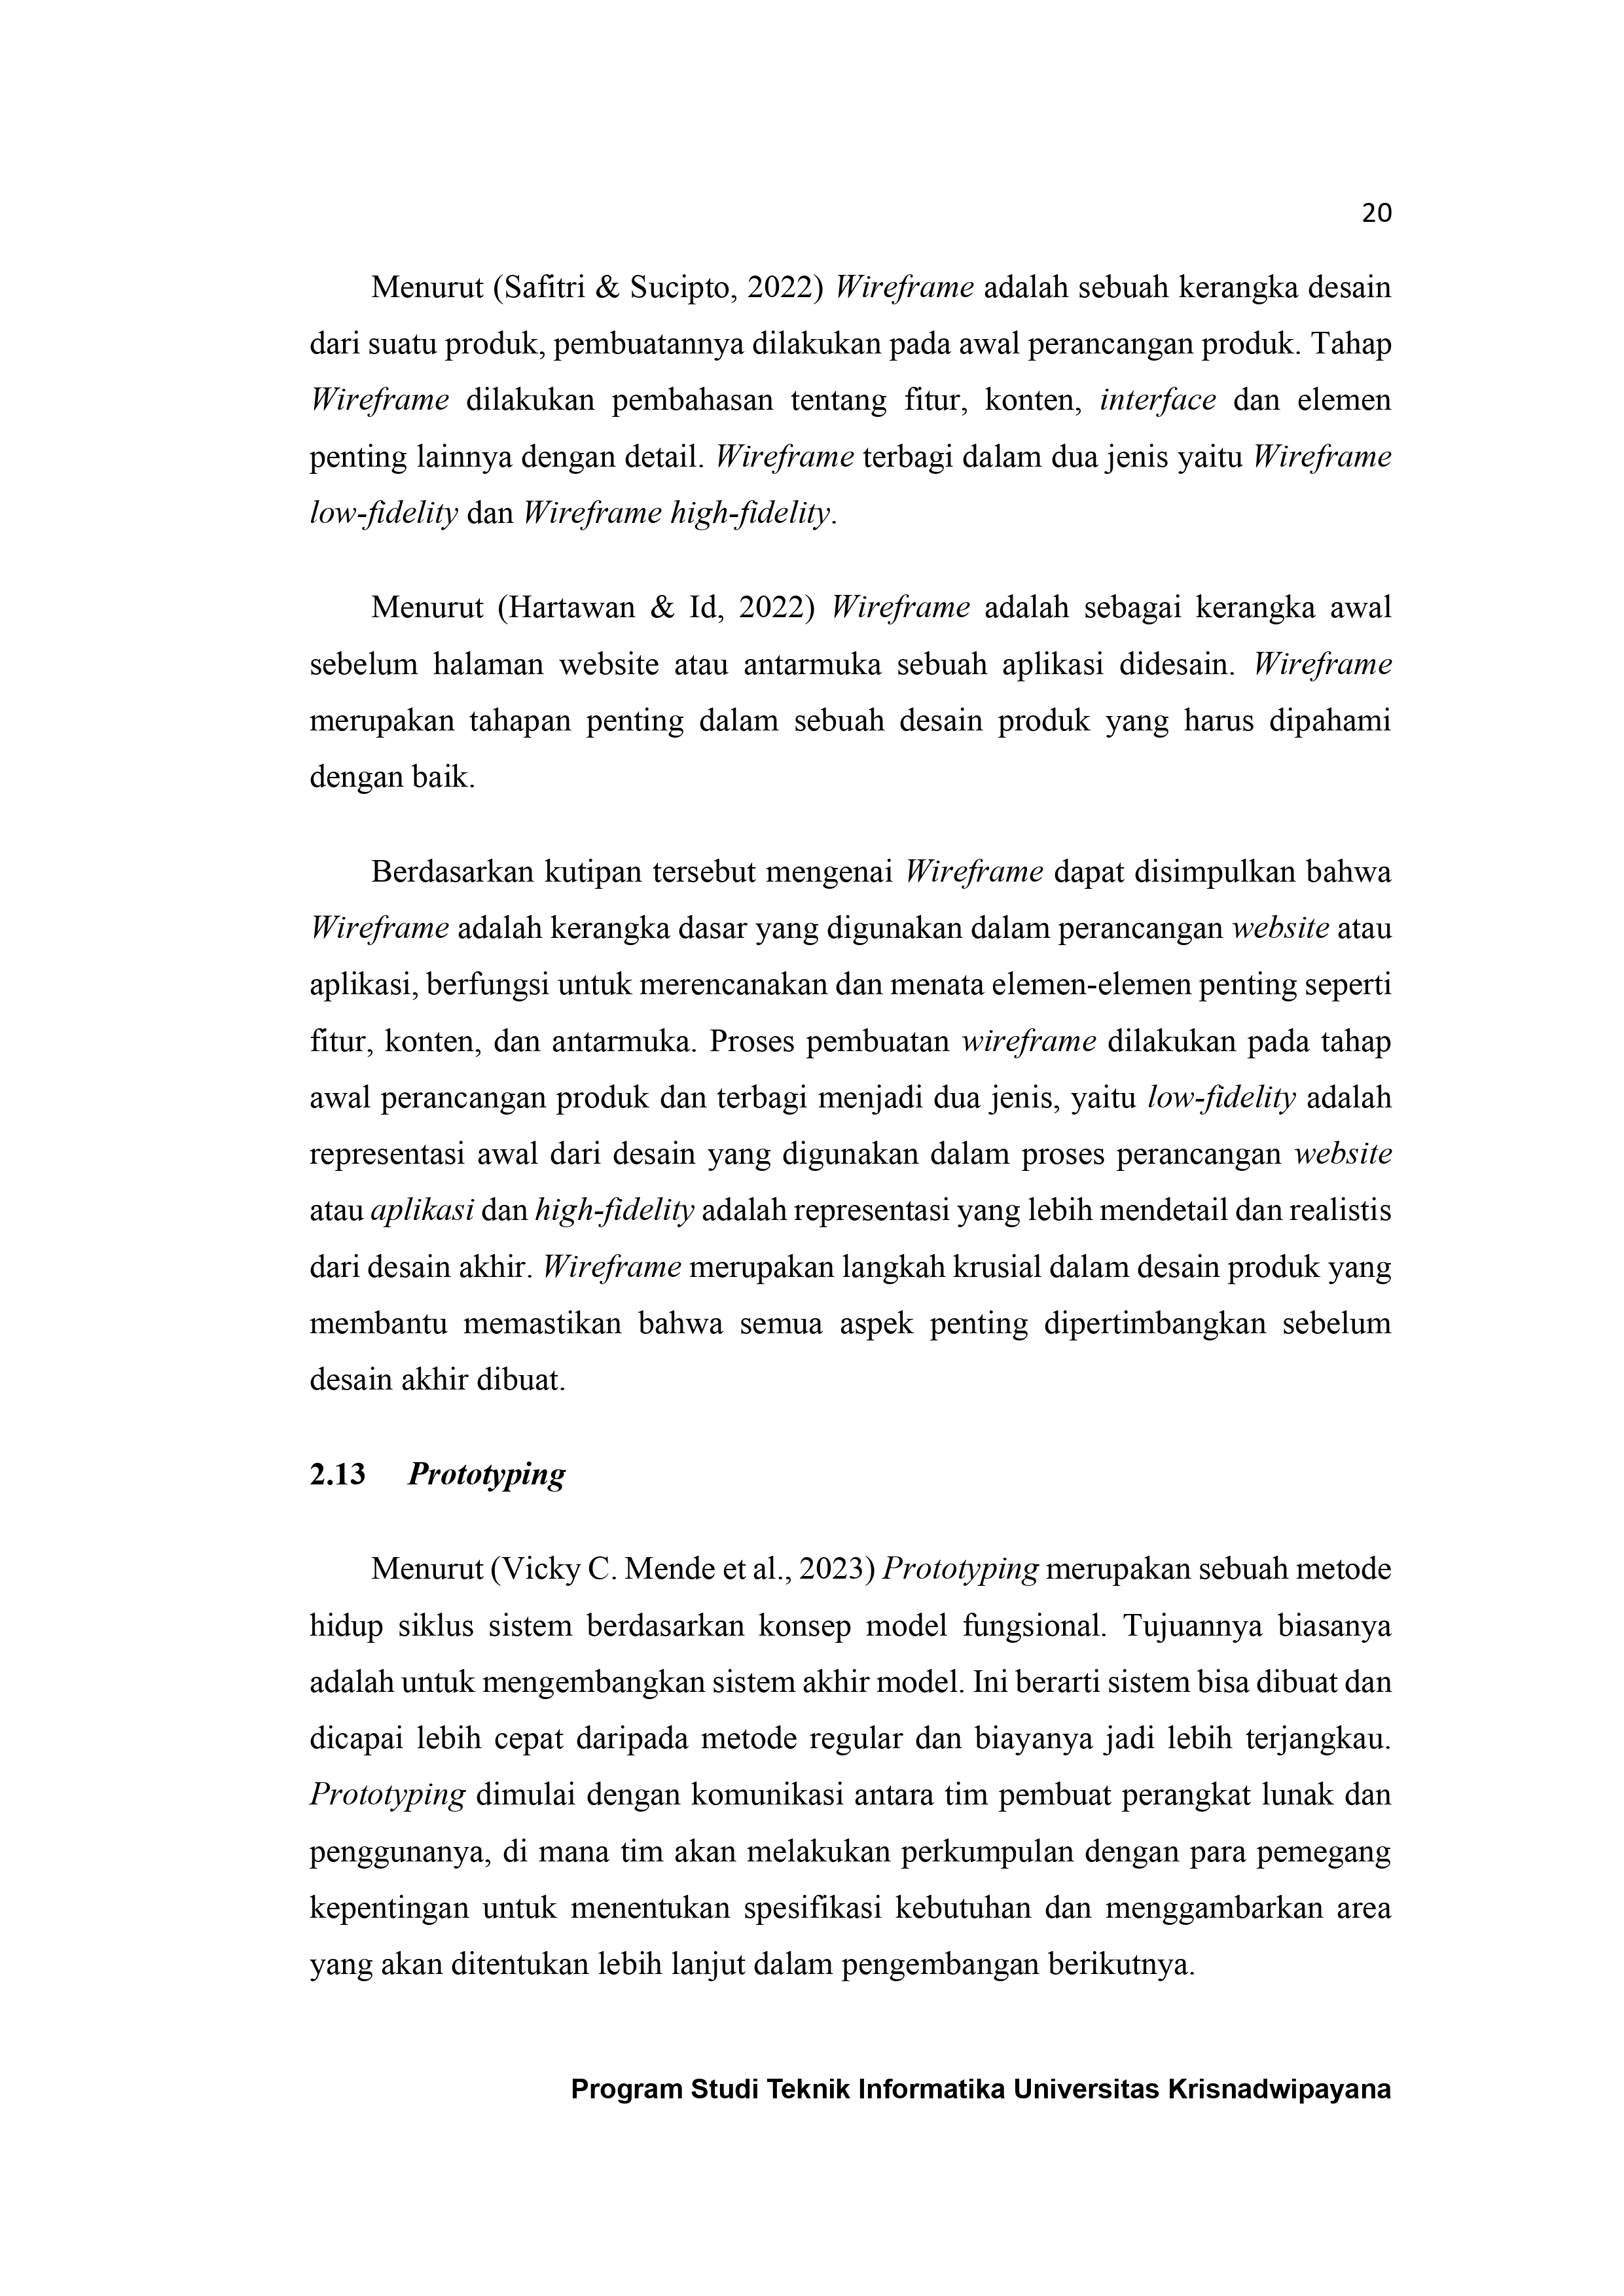 20
Menurut (Safitri & Sucipto, 2022) Wireframe adalah sebuah kerangka desain
dari suatu produk, pembuatannya dilakukan pada awal perancangan produk. Tahap
Wireframe dilakukan pembahasan tentang fitur, konten, interface dan elemen
penting lainnya dengan detail. Wireframe terbagi dalam dua jenis yaitu Wireframe
low-fidelity dan Wireframe high-fidelity.
Menurut (Hartawan & Id, 2022) Wireframe adalah sebagai kerangka awal
sebelum halaman website atau antarmuka sebuah aplikasi didesain. Wireframe
merupakan tahapan penting dalam sebuah desain produk yang harus dipahami
dengan baik.
Berdasarkan kutipan tersebut mengenai Wireframe dapat disimpulkan bahwa
Wireframe adalah kerangka dasar yang digunakan dalam perancangan website atau
aplikasi, berfungsi untuk merencanakan dan menata elemen-elemen penting seperti
fitur, konten, dan antarmuka. Proses pembuatan wireframe dilakukan pada tahap
awal perancangan produk dan terbagi menjadi dua jenis, yaitu low-fidelity adalah
representasi awal dari desain yang digunakan dalam proses perancangan website
atau aplikasi dan high-fidelity adalah representasi yang lebih mendetail dan realistis
dari desain akhir. Wireframe merupakan langkah krusial dalam desain produk yang
membantu memastikan bahwa semua aspek penting dipertimbangkan sebelum
desain akhir dibuat.
2.13 Prototyping
Menurut (Vicky C. Mende et al., 2023) Prototyping merupakan sebuah metode
hidup siklus sistem berdasarkan konsep model fungsional. Tujuannya biasanya
adalah untuk mengembangkan sistem akhir model. Ini berarti sistem bisa dibuat dan
dicapai lebih cepat daripada metode regular dan biayanya jadi lebih terjangkau.
Prototyping dimulai dengan komunikasi antara tim pembuat perangkat lunak dan
penggunanya, di mana tim akan melakukan perkumpulan dengan para pemegang
kepentingan untuk menentukan spesifikasi kebutuhan dan menggambarkan area
yang akan ditentukan lebih lanjut dalam pengembangan berikutnya.
Program Studi Teknik Informatika Universitas Krisnadwipayana